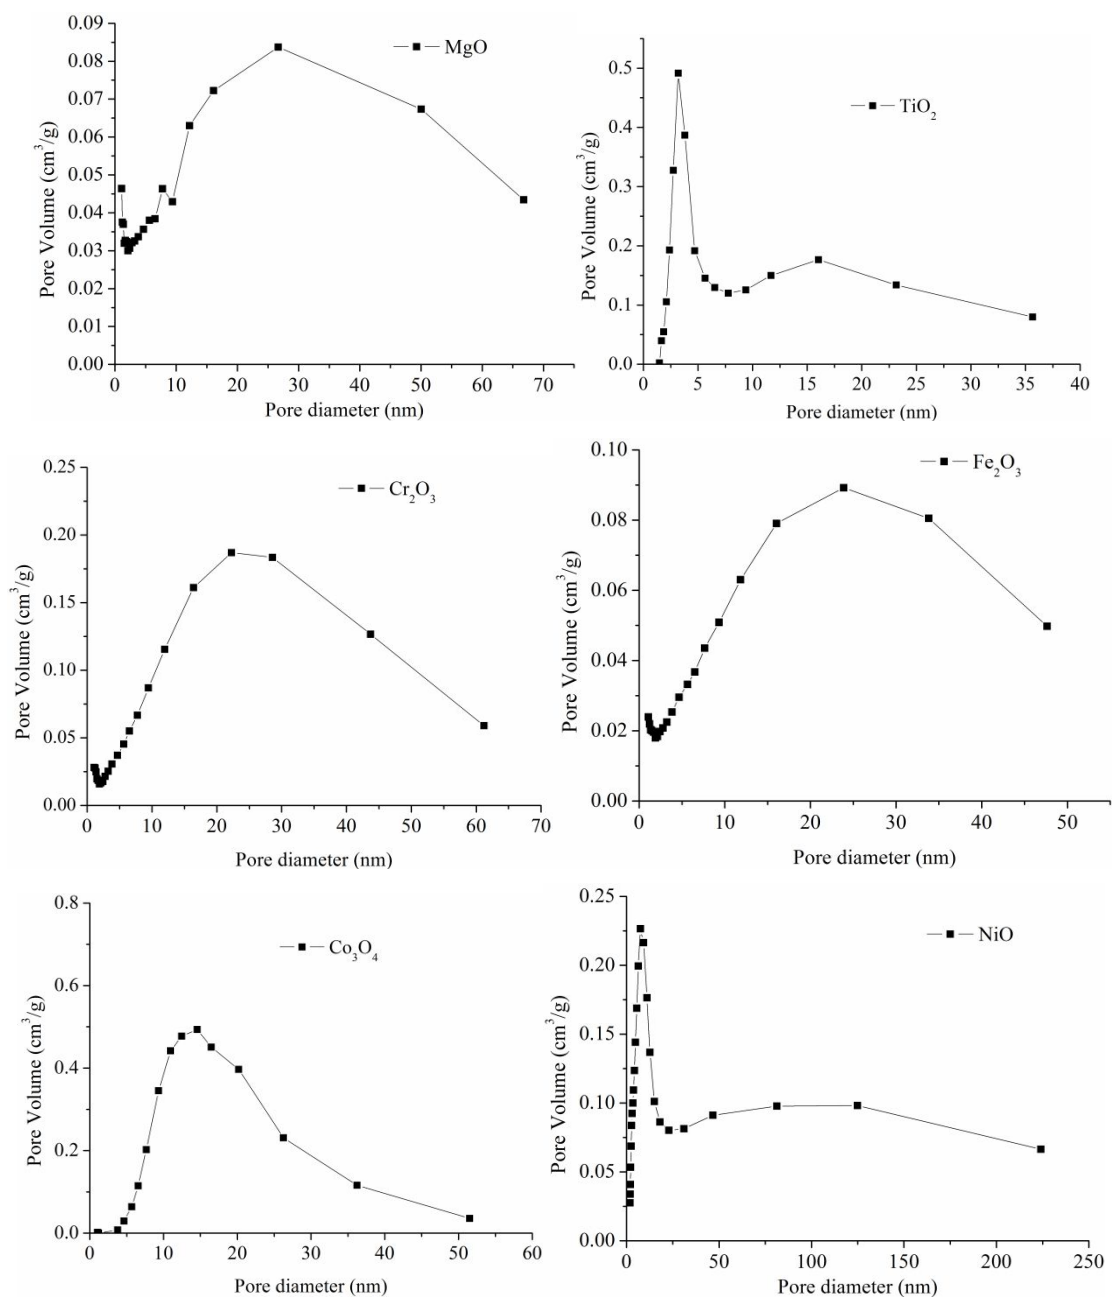 MgO
Pore Volume (cm³/g)
0.09
0.08
0.07
0.06
0.05
0.04
0.03
0.02
0.01
0.00
0 10 20 30 40 50 60 70
Pore diameter (nm)
TiO₂
Pore Volume (cm³/g)
0.5
0.4
0.3
0.2
0.1
0.0
0 5 10 15 20 25 30 35 40
Pore diameter (nm)
Cr₂O₃
Pore Volume (cm³/g)
0.25
0.20
0.15
0.10
0.05
0.00
0 10 20 30 40 50 60 70
Pore diameter (nm)
Fe₂O₃
Pore Volume (cm³/g)
0.10
0.08
0.06
0.04
0.02
0.00
0 10 20 30 40 50
Pore diameter (nm)
Co₃O₄
Pore Volume (cm³/g)
0.8
0.6
0.4
0.2
0.0
0 10 20 30 40 50 60
Pore diameter (nm)
NiO
Pore Volume (cm³/g)
0.25
0.20
0.15
0.10
0.05
0.00
0 50 100 150 200 250
Pore diameter (nm)